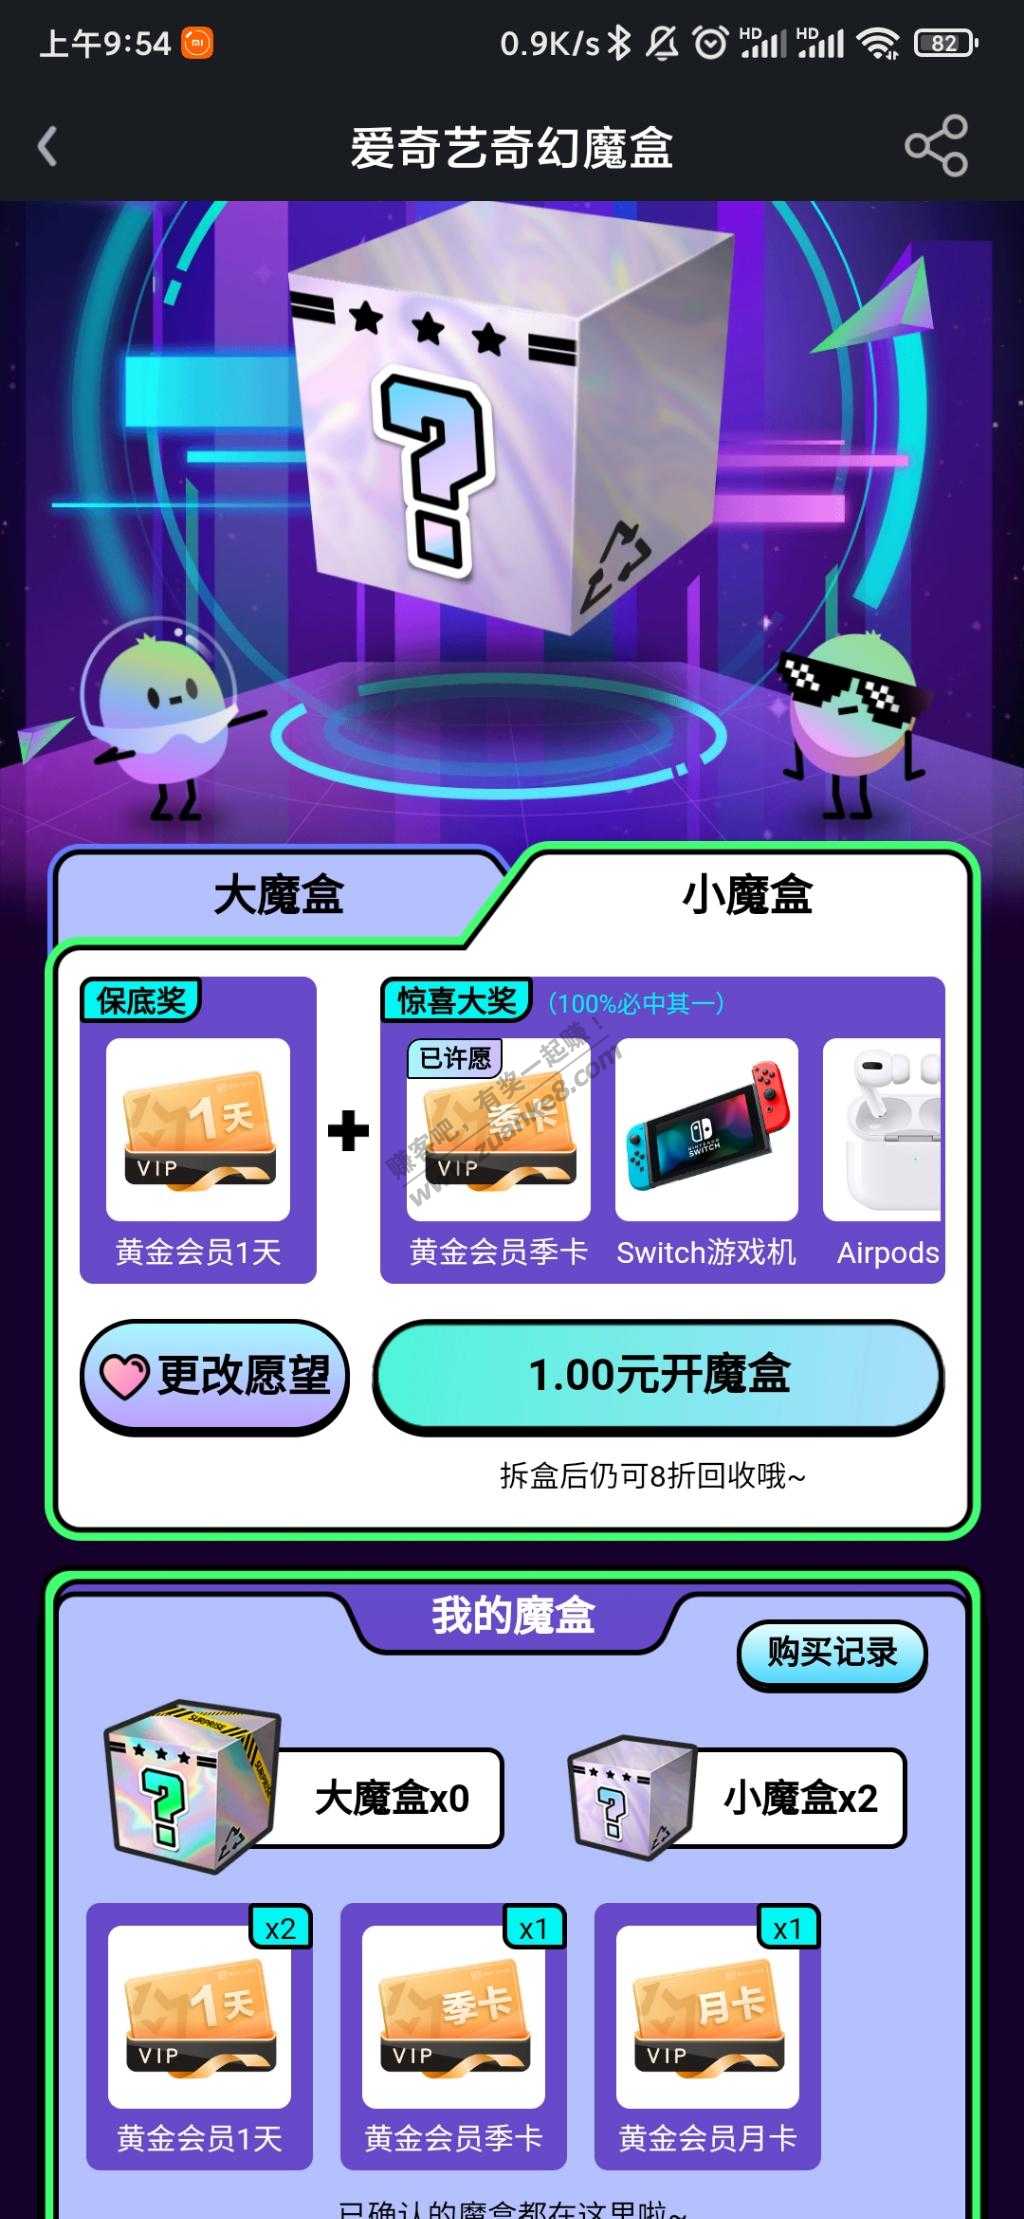 上午9:54
0.9K/s
HD
HD
82
爱奇艺奇幻魔盒
大魔盒
小魔盒
保底奖
惊喜大奖
（100%必中其一）
已许愿
1天
VIP
季卡
VIP
NINTENDO
SWITCH
赚客吧，有奖一起赚！
www.zuanke8.com
黄金会员1天
黄金会员季卡
Switch游戏机
Airpods
更改愿望
1.00元开魔盒
拆盒后仍可8折回收哦~
我的魔盒
购买记录
SURPRISE
大魔盒x0
小魔盒x2
x2
x1
x1
1天
VIP
季卡
VIP
月卡
VIP
黄金会员1天
黄金会员季卡
黄金会员月卡
已确认的魔盒都在这里啦~